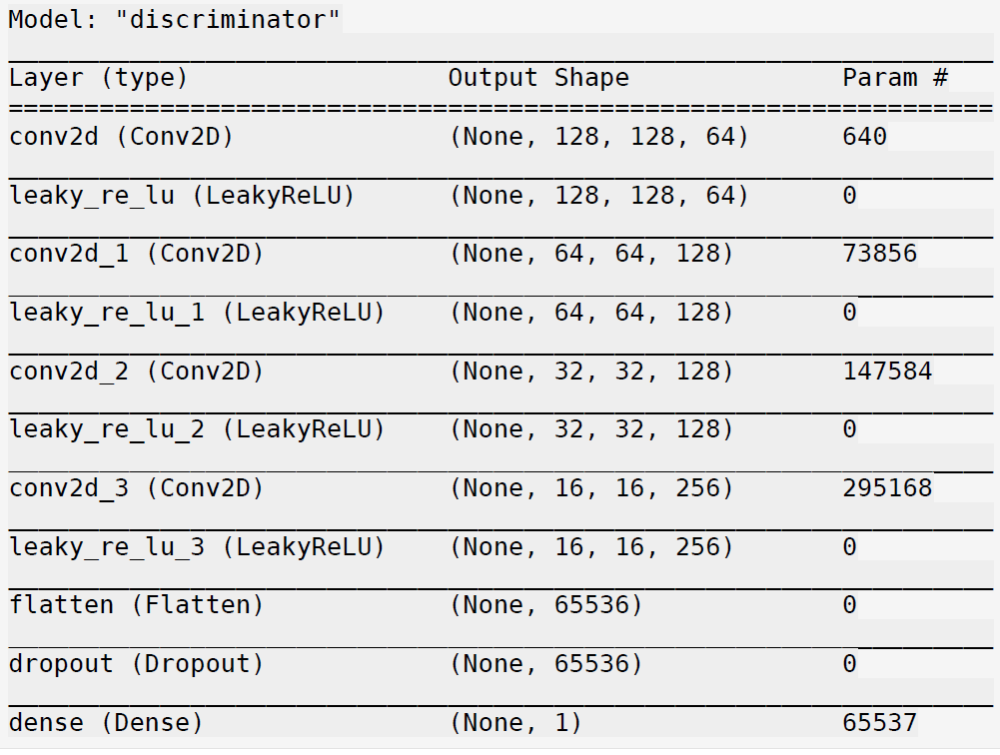 Model: "discriminator"
_________________________________________________________________
Layer (type)                 Output Shape              Param #
=================================================================
conv2d (Conv2D)              (None, 128, 128, 64)      640
_________________________________________________________________
leaky_re_lu (LeakyReLU)      (None, 128, 128, 64)      0
_________________________________________________________________
conv2d_1 (Conv2D)            (None, 64, 64, 128)       73856
_________________________________________________________________
leaky_re_lu_1 (LeakyReLU)    (None, 64, 64, 128)       0
_________________________________________________________________
conv2d_2 (Conv2D)            (None, 32, 32, 128)       147584
_________________________________________________________________
leaky_re_lu_2 (LeakyReLU)    (None, 32, 32, 128)       0
_________________________________________________________________
conv2d_3 (Conv2D)            (None, 16, 16, 256)       295168
_________________________________________________________________
leaky_re_lu_3 (LeakyReLU)    (None, 16, 16, 256)       0
_________________________________________________________________
flatten (Flatten)            (None, 65536)             0
_________________________________________________________________
dropout (Dropout)            (None, 65536)             0
_________________________________________________________________
dense (Dense)                (None, 1)                 65537